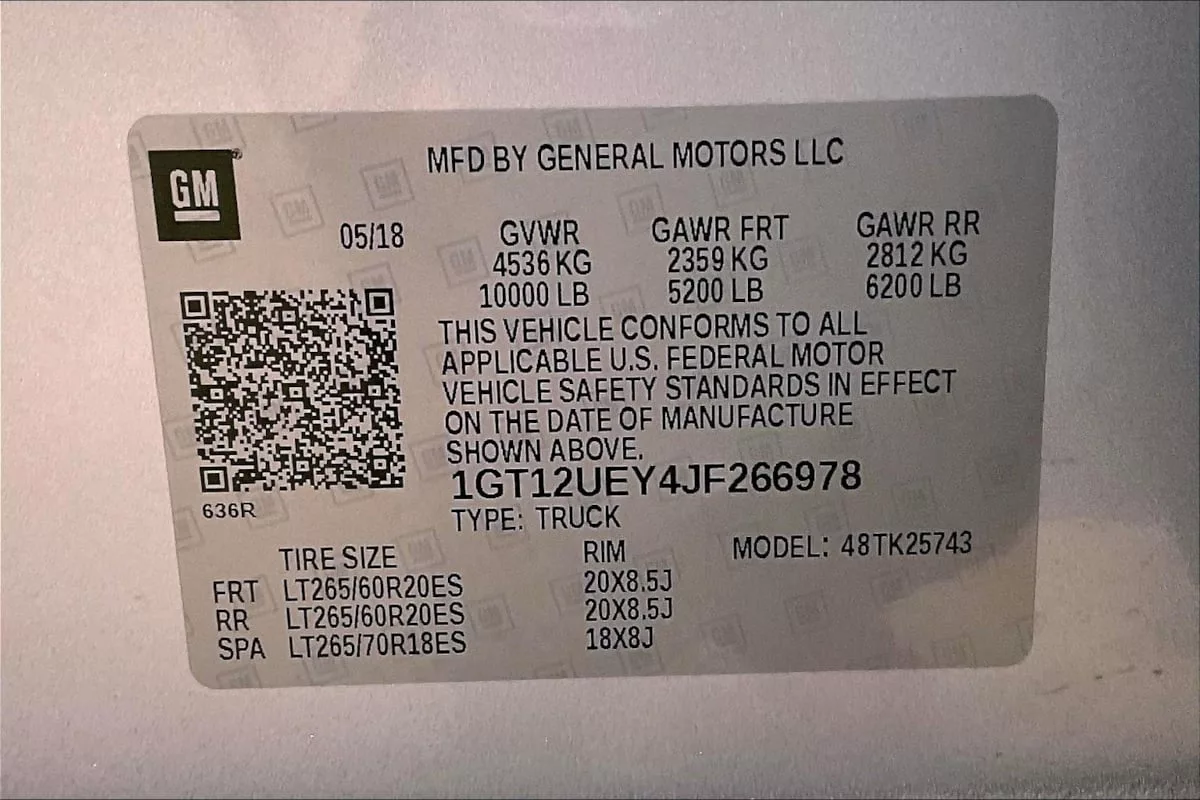 GM
MFD BY GENERAL MOTORS LLC
05/18 GVWR GAWR FRT GAWR RR
4536 KG 2359 KG 2812 KG
10000 LB 5200 LB 6200 LB
THIS VEHICLE CONFORMS TO ALL
APPLICABLE U.S. FEDERAL MOTOR
VEHICLE SAFETY STANDARDS IN EFFECT
ON THE DATE OF MANUFACTURE
SHOWN ABOVE.
1GT12UEY4JF266978
636R
TYPE: TRUCK
TIRE SIZE RIM MODEL: 48TK25743
FRT LT265/60R20ES 20X8.5J
RR LT265/60R20ES 20X8.5J
SPA LT265/70R18ES 18X8J